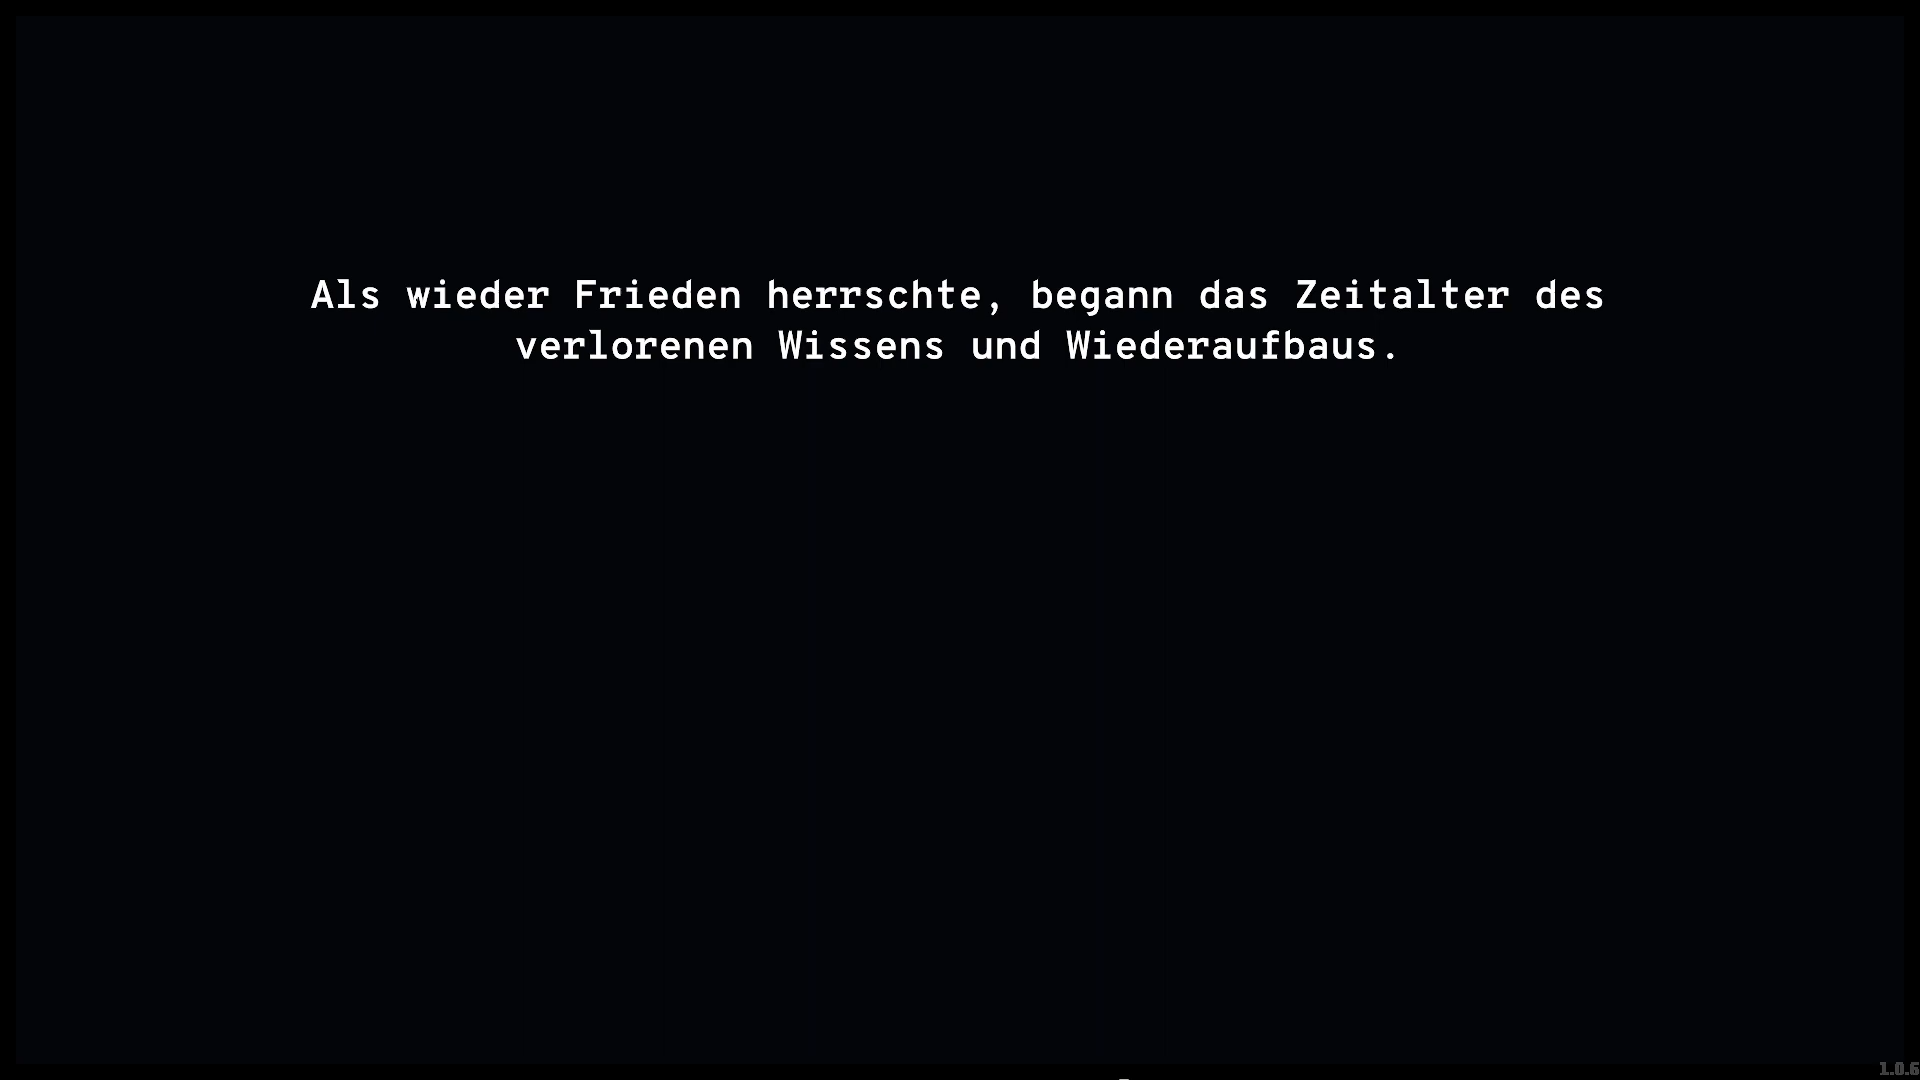 Als wieder Frieden herrschte, begann das Zeitalter des
verlorenen Wissens und Wiederaufbaus.
1.0.6